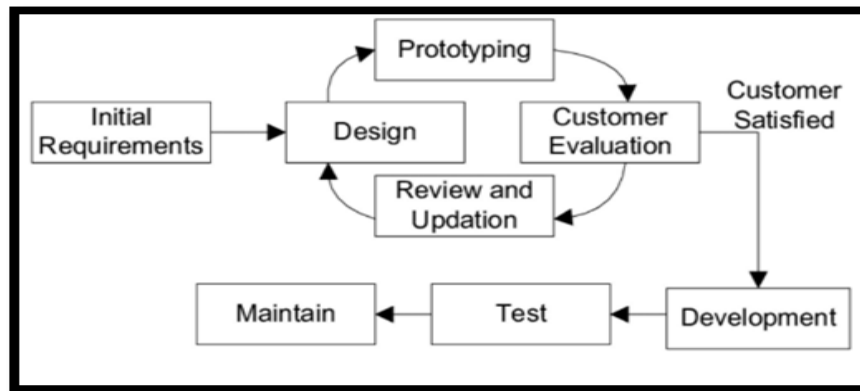 Prototyping
Initial
Requirements
Design
Customer
Evaluation
Customer
Satisfied
Review and
Updation
Maintain
Test
Development